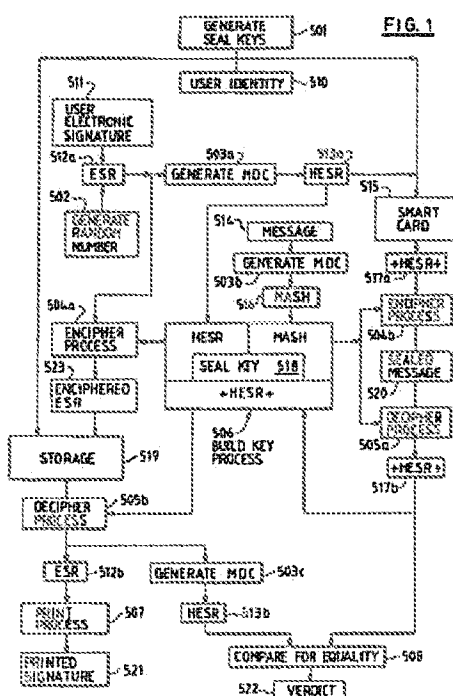 FIG. 1
GENERATE
SEAL KEYS
501
USER IDENTITY
510
511
USER
ELECTRONIC
SIGNATURE
512a
ESR
503a
GENERATE MDC
513a
HESR
515
SMART
CARD
502
GENERATE
RANDOM
NUMBER
514
MESSAGE
GENERATE MDC
503b
516
MASH
+HESR+
517a
504a
ENCIPHER
PROCESS
HESR
MASH
SEAL KEY 518
+HESR+
506
BUILD KEY
PROCESS
ENCIPHER
PROCESS
504b
SEALED
MESSAGE
520
DECIPHER
PROCESS
505a
+HESR+
517b
523
ENCIPHERED
ESR
STORAGE
519
DECIPHER
PROCESS
505b
ESR
512b
GENERATE MDC
503c
PRINT
PROCESS
507
HESR
513b
PRINTED
SIGNATURE
521
COMPARE FOR EQUALITY
508
522
VERDICT